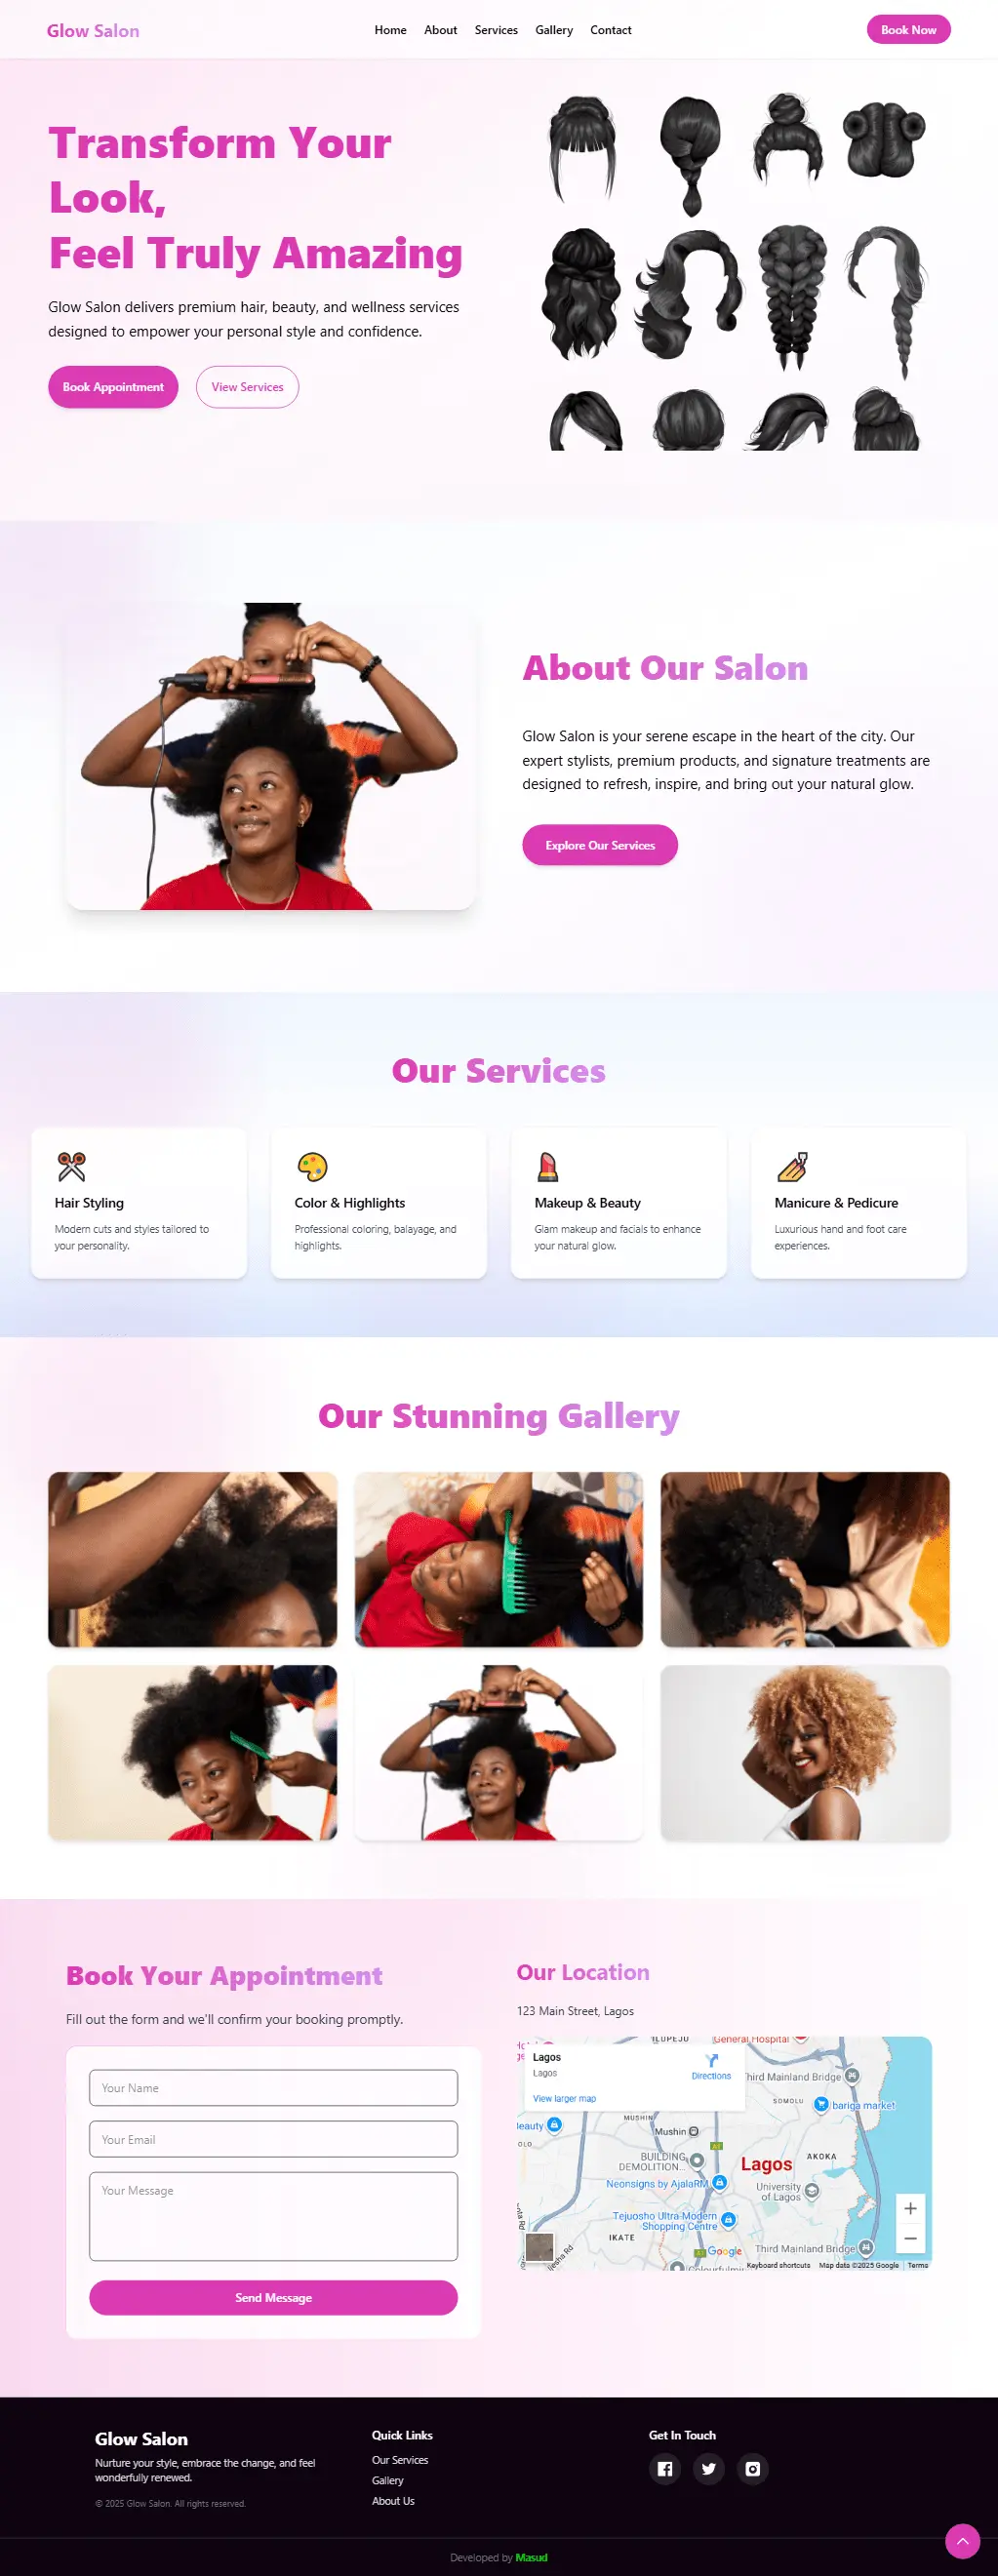 Glow Salon
Home About Services Gallery Contact
Book Now
Transform Your
Look,
Feel Truly Amazing
Glow Salon delivers premium hair, beauty, and wellness services
designed to empower your personal style and confidence.
Book Appointment
View Services
About Our Salon
Glow Salon is your serene escape in the heart of the city. Our
expert stylists, premium products, and signature treatments are
designed to refresh, inspire, and bring out your natural glow.
Explore Our Services
Our Services
Hair Styling
Modern cuts and styles tailored to
your personality.
Color & Highlights
Professional coloring, balayage, and
highlights.
Makeup & Beauty
Glam makeup and facials to enhance
your natural glow.
Manicure & Pedicure
Luxurious hand and foot care
experiences.
Our Stunning Gallery
Book Your Appointment
Fill out the form and we'll confirm your booking promptly.
Your Name
Your Email
Your Message
Send Message
Our Location
123 Main Street, Lagos
ILUPEJU
General Hospital
Lagos
Lagos
Directions
View larger map
Third Mainland Bridge
SOMOLU
bariga market
MUSHIN
Beauty
Mushin
OLO
A1
BUILDING
DEMOLITION...
AKOKA
Lagos
Neonsigns by AjalaRM
University
of Lagos
Tejuosho Ultra-Modern
Shopping Centre
IKATE
Third Mainland Bridge
Google
Keyboard shortcuts
Map data ©2025 Google
Terms
Glow Salon
Nurture your style, embrace the change, and feel
wonderfully renewed.
© 2025 Glow Salon. All rights reserved.
Quick Links
Our Services
Gallery
About Us
Get In Touch
Developed by Masud